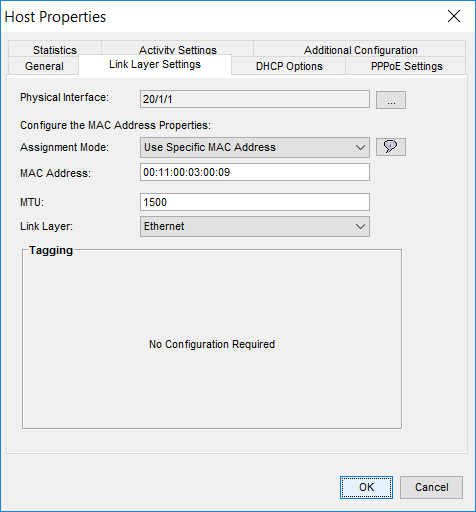 Host Properties
Statistics Activity Settings Additional Configuration
General Link Layer Settings DHCP Options PPPoE Settings
Physical Interface: 20/1/1 ...
Configure the MAC Address Properties:
Assignment Mode: Use Specific MAC Address
MAC Address: 00:11:00:03:00:09
MTU: 1500
Link Layer: Ethernet
Tagging
No Configuration Required
OK Cancel